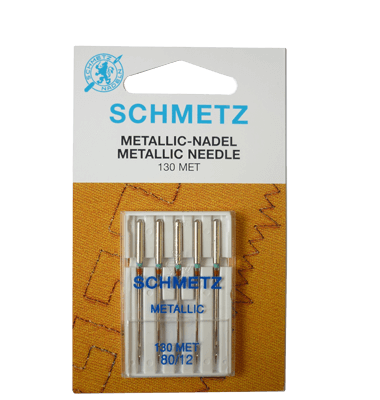 SCHMETZ
METALLIC-NADEL
METALLIC NEEDLE
130 MET
SCHMETZ
METALLIC
130 MET
80/12